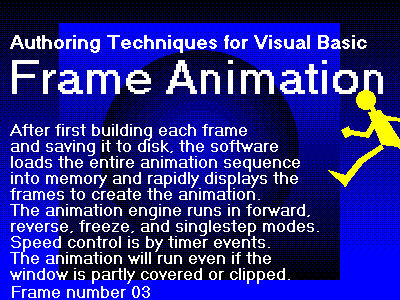 Authoring Techniques for Visual Basic
Frame Animation
After first building each frame
and saving it to disk, the software
loads the entire animation sequence
into memory and rapidly displays the
frames to create the animation.
The animation engine runs in forward,
reverse, freeze, and singlestep modes.
Speed control is by timer events.
The animation will run even if the
window is partly covered or clipped.
Frame number 03